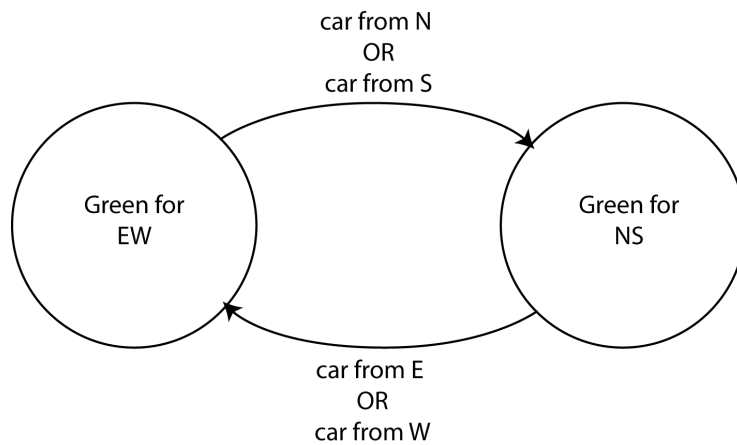 car from N
OR
car from S
Green for
EW
Green for
NS
car from E
OR
car from W